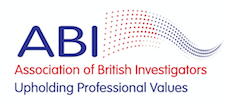 ABI
Association of British Investigators
Upholding Professional Values